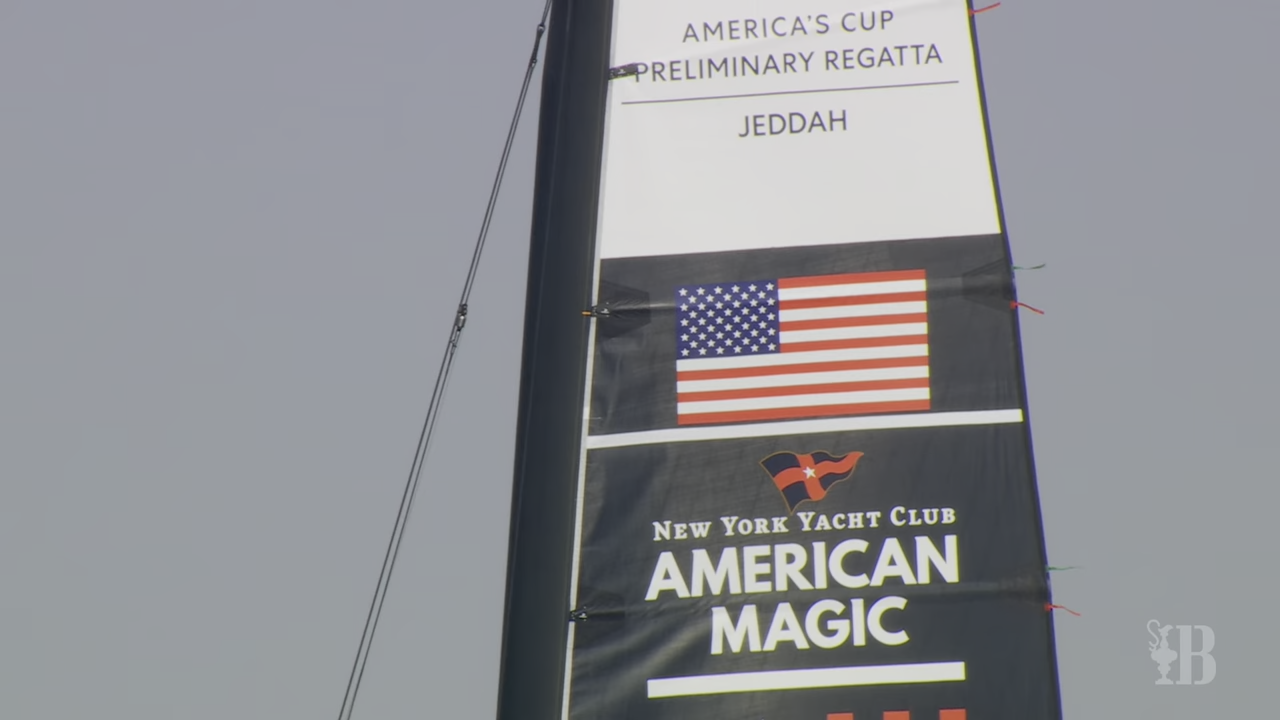 AMERICA'S CUP
PRELIMINARY REGATTA
JEDDAH
NEW YORK YACHT CLUB
AMERICAN
MAGIC
B